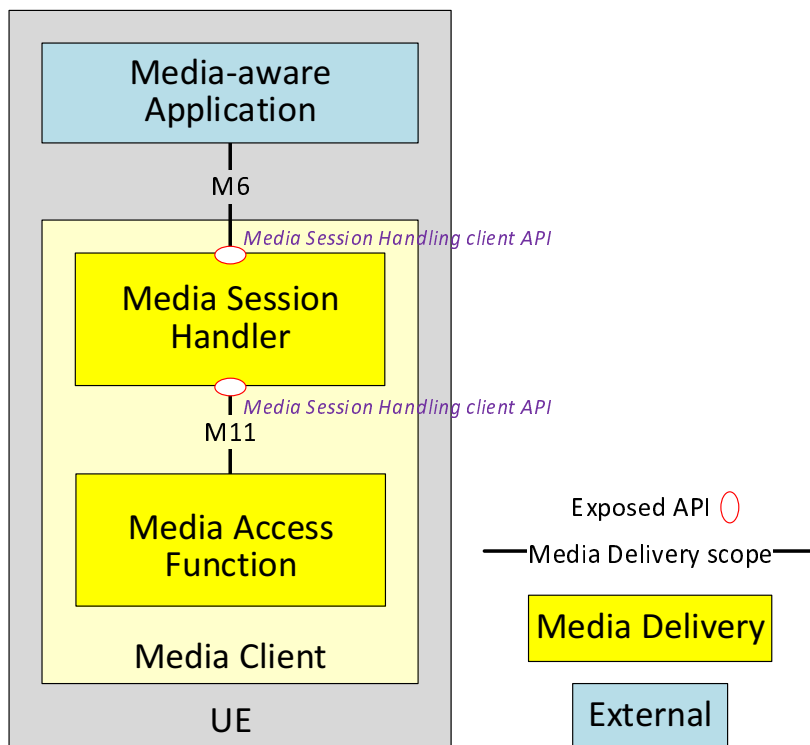 Media-aware
Application
M6
Media Session Handling client API
Media Session
Handler
Media Session Handling client API
M11
Media Access
Function
Media Client
UE
Exposed API
Media Delivery scope
Media Delivery
External